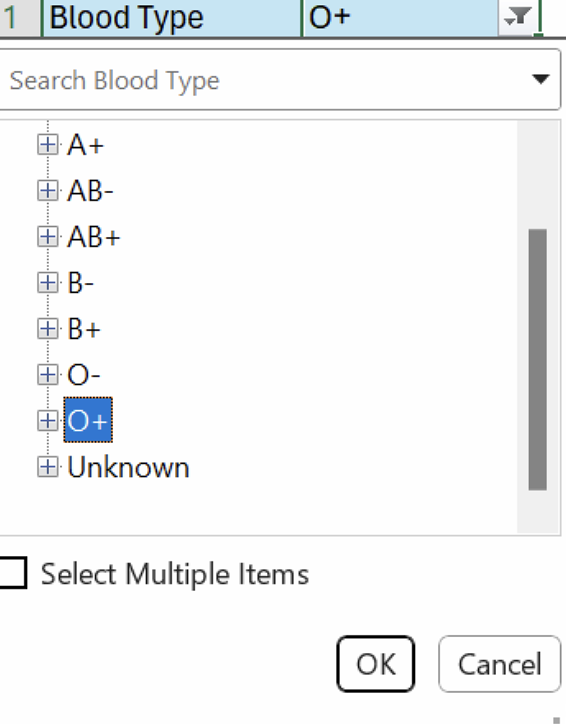 1 Blood Type O+
Search Blood Type
A+
AB-
AB+
B-
B+
O-
O+
Unknown
Select Multiple Items
OK Cancel